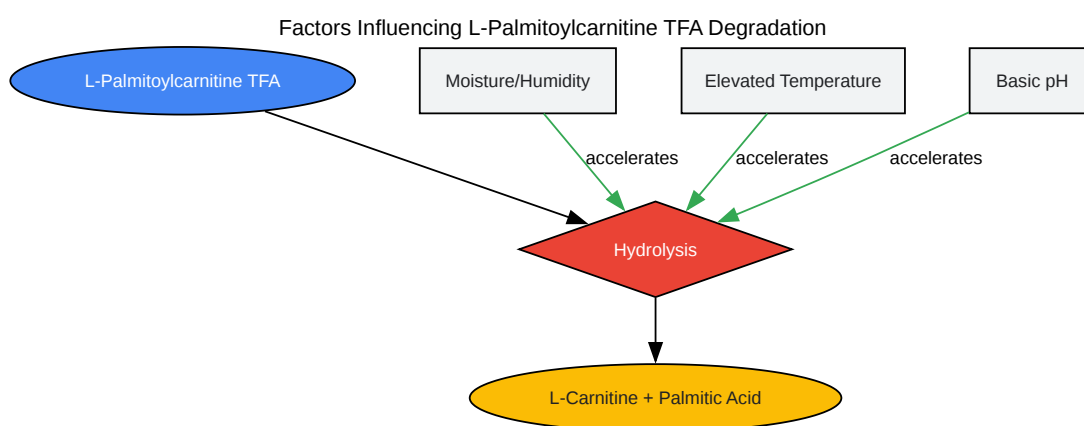 Factors Influencing L-Palmitoylcarnitine TFA Degradation
L-Palmitoylcarnitine TFA
Moisture/Humidity
Elevated Temperature
Basic pH
accelerates
accelerates
accelerates
Hydrolysis
L-Carnitine + Palmitic Acid